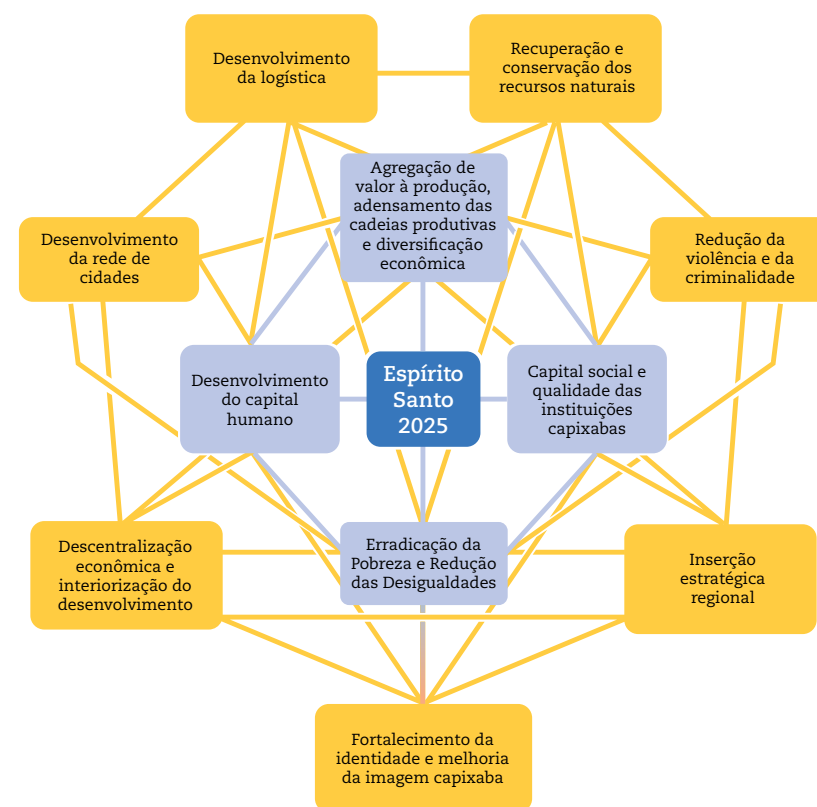 Desenvolvimento
da logística
Recuperação e
conservação dos
recursos naturais
Agregação de
valor à produção,
adensamento das
cadeias produtivas
e diversificação
econômica
Desenvolvimento
da rede de
cidades
Redução da
violência e da
criminalidade
Desenvolvimento
do capital
humano
Espírito
Santo
2025
Capital social e
qualidade das
instituições
capixabas
Descentralização
econômica e
interiorização do
desenvolvimento
Erradicação da
Pobreza e Redução
das Desigualdades
Inserção
estratégica
regional
Fortalecimento da
identidade e melhoria
da imagem capixaba